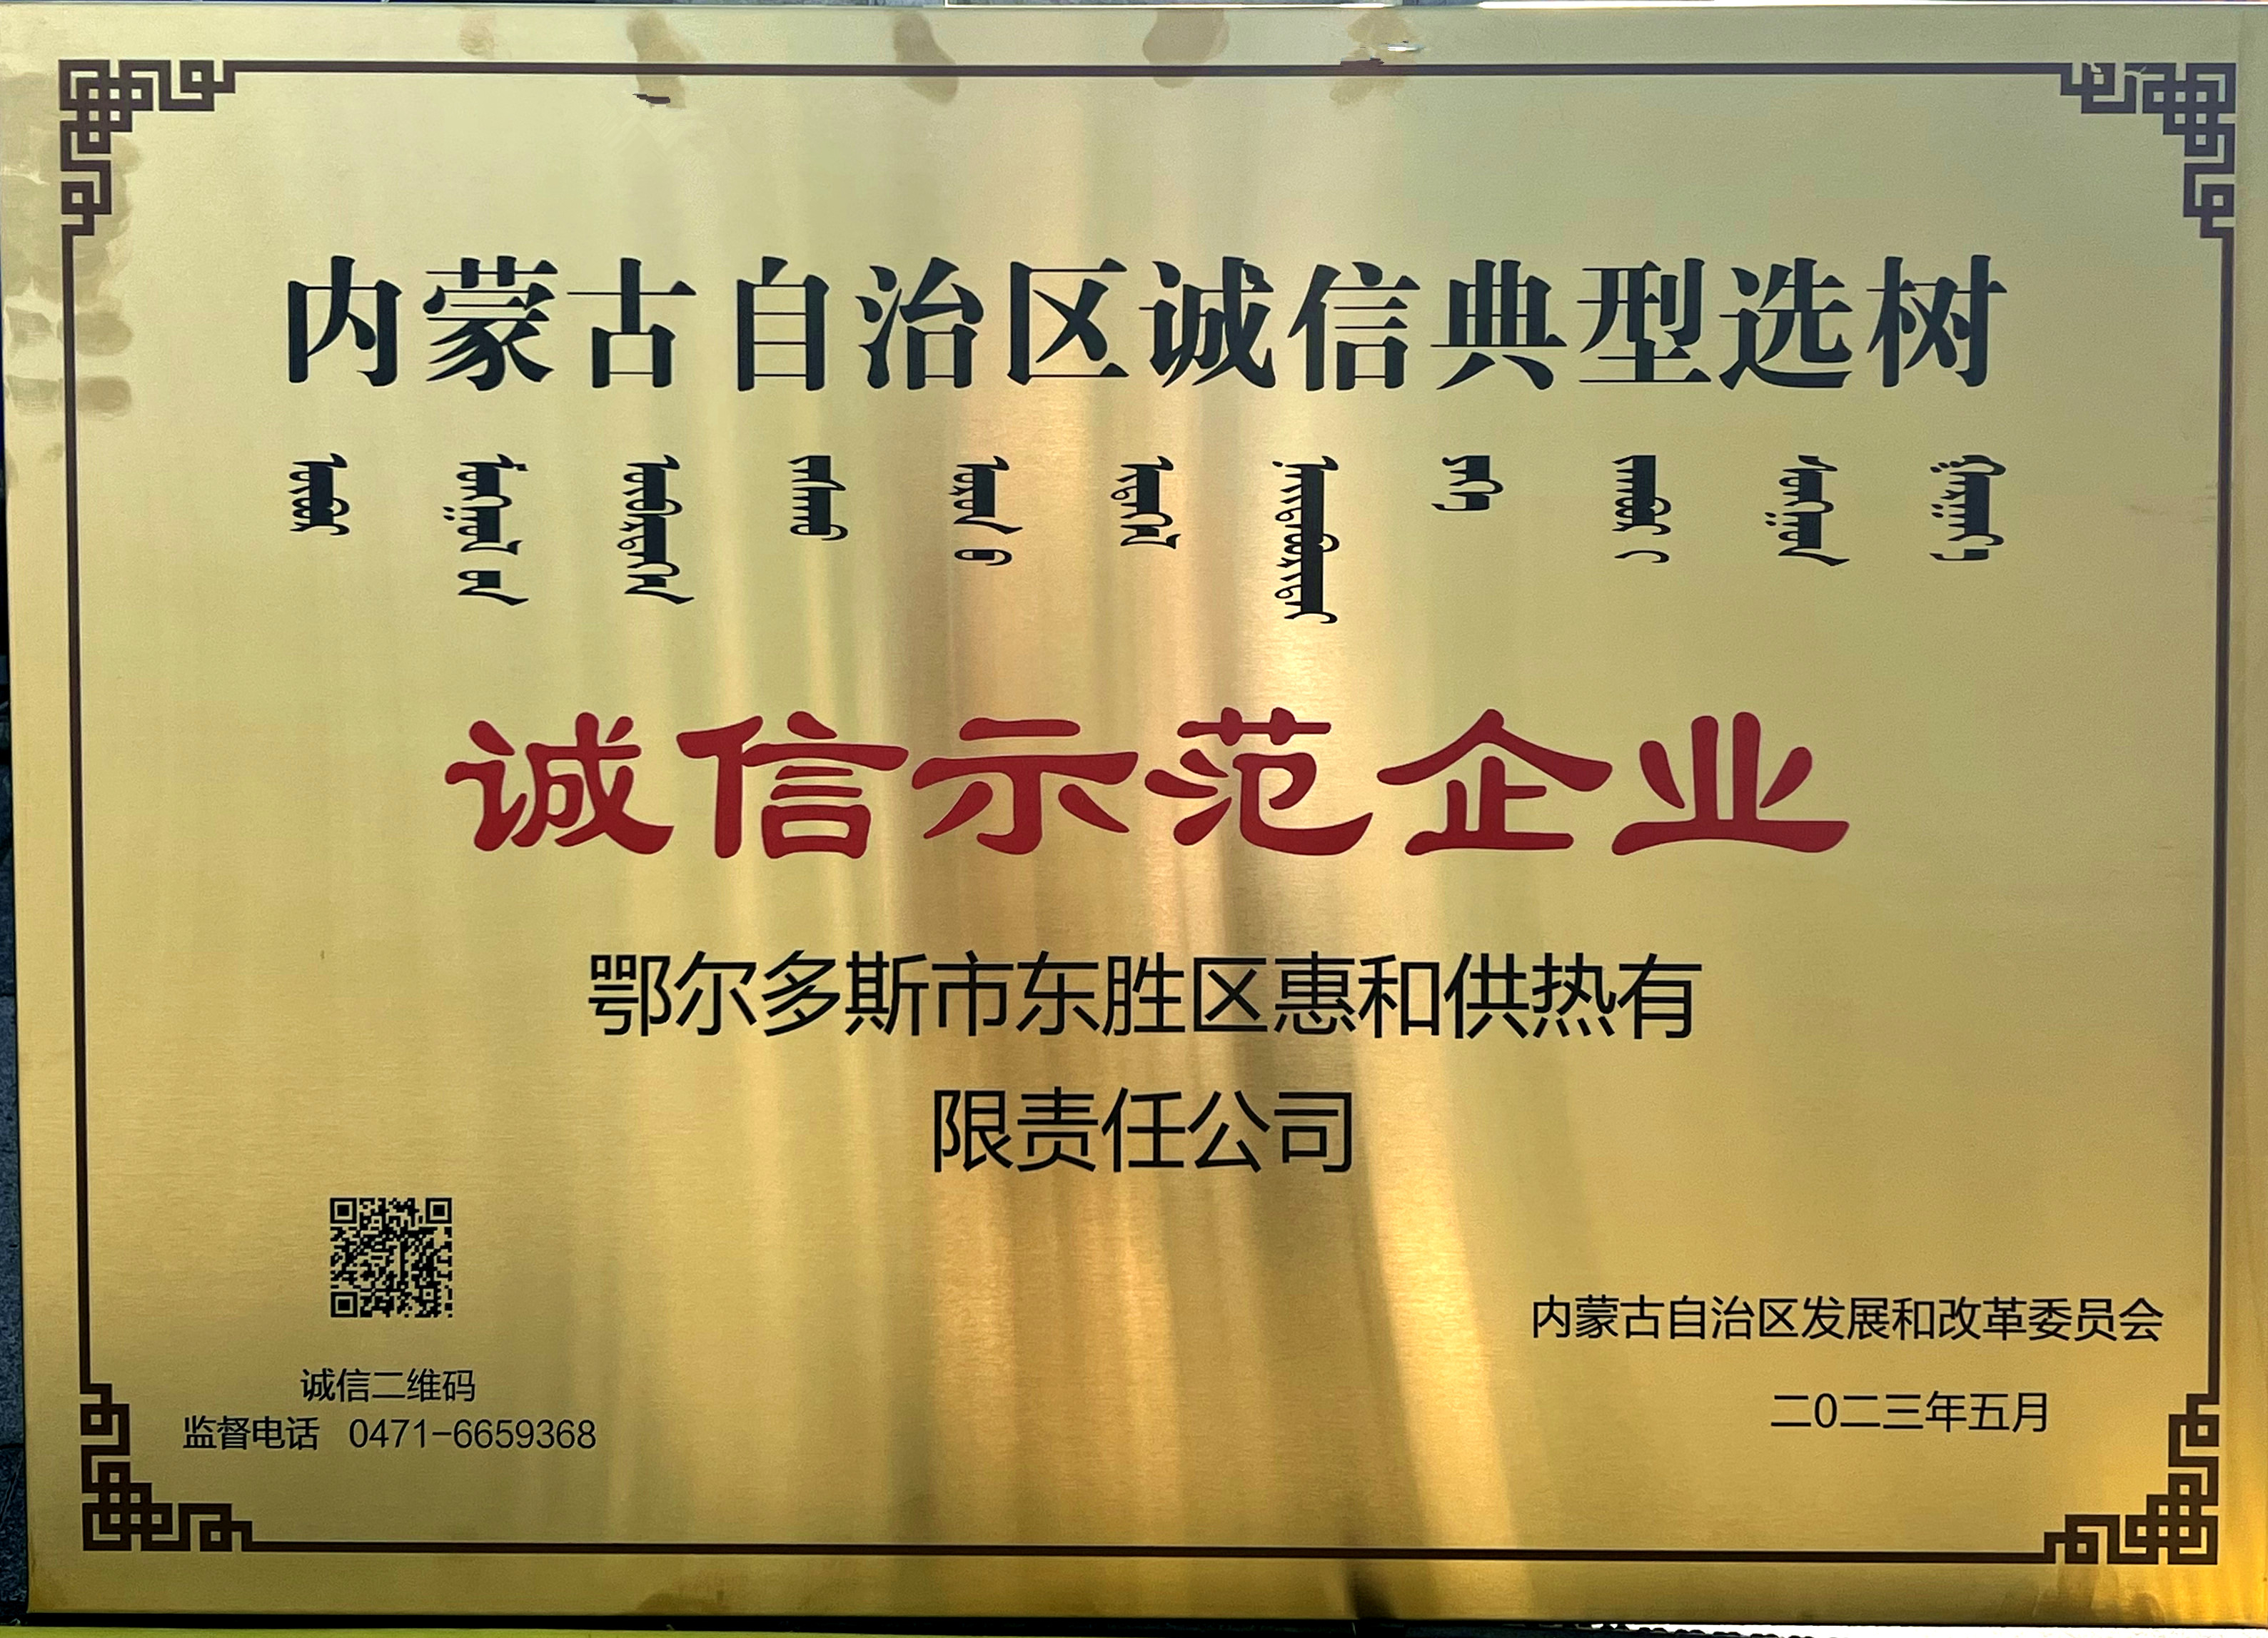 内蒙古自治区诚信典型选树
诚信示范企业
鄂尔多斯市东胜区惠和供热有
限责任公司
内蒙古自治区发展和改革委员会
二0二三年五月
诚信二维码
监督电话 0471-6659368